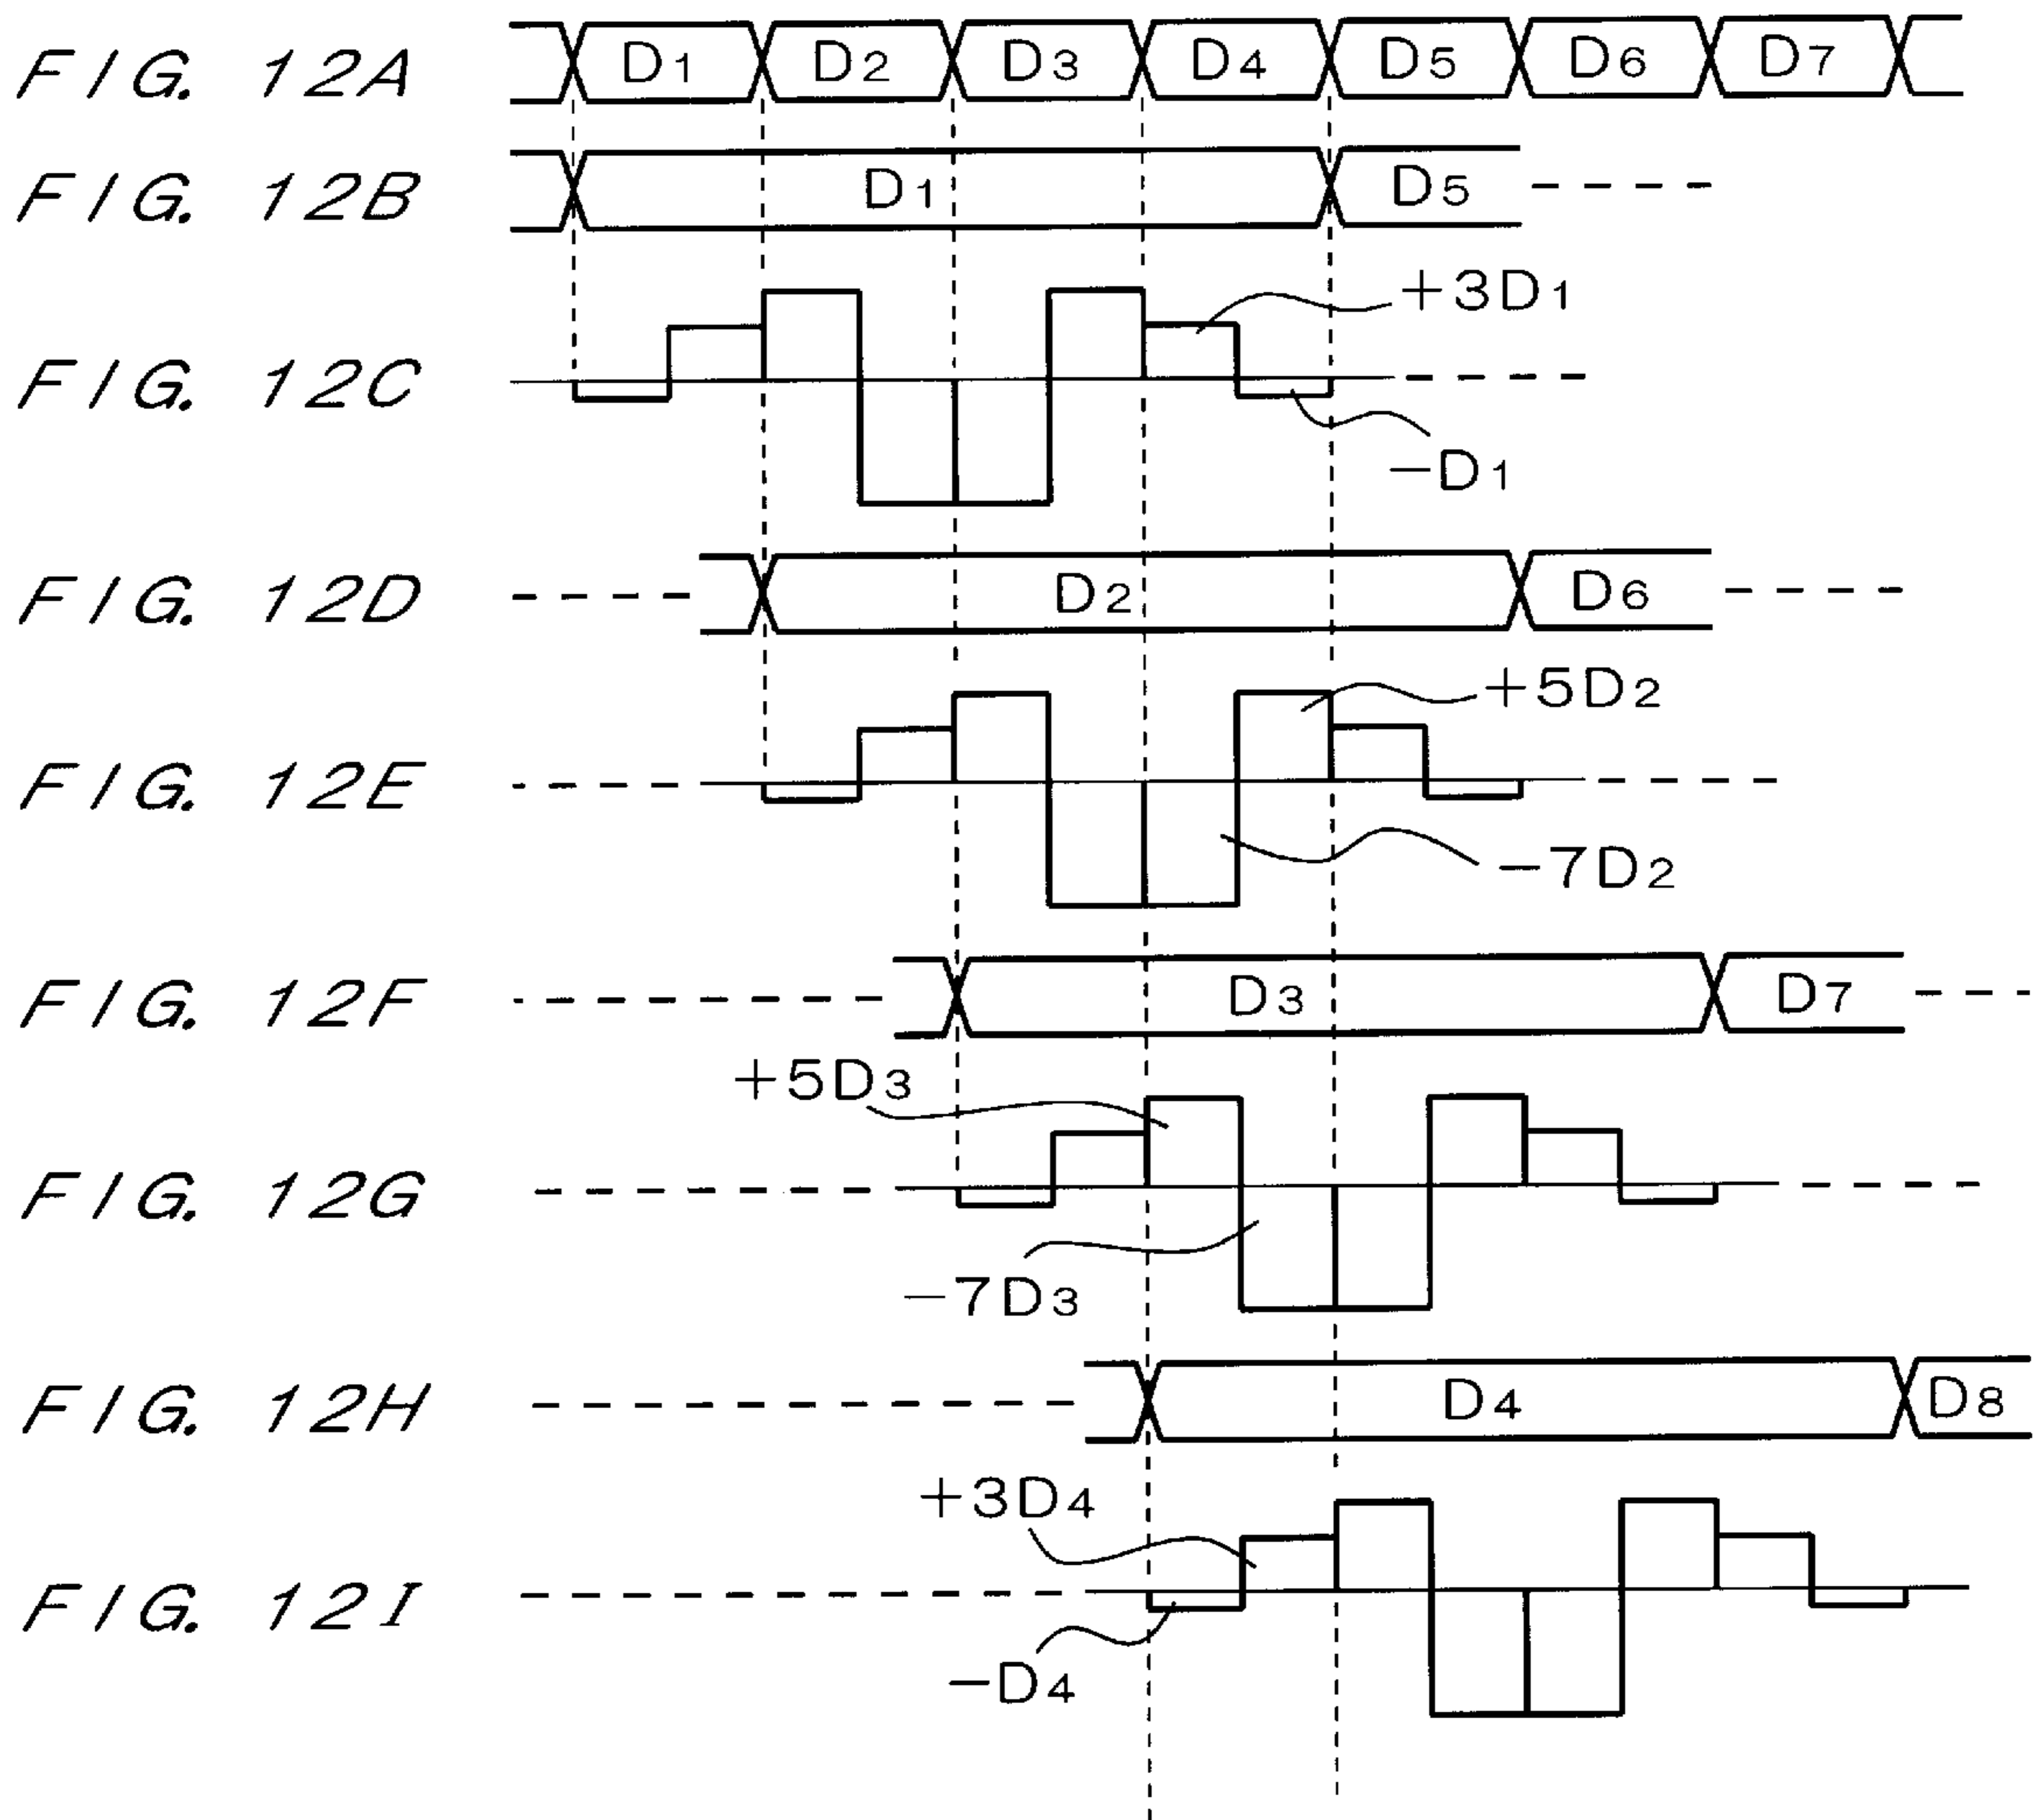 FIG. 12A D1 D2 D3 D4 D5 D6 D7
FIG. 12B D1 D5
+3D1
FIG. 12C
-D1
FIG. 12D D2 D6
+5D2
FIG. 12E
-7D2
FIG. 12F D3 D7
+5D3
FIG. 12G
-7D3
FIG. 12H D4 D8
+3D4
FIG. 12I
-D4